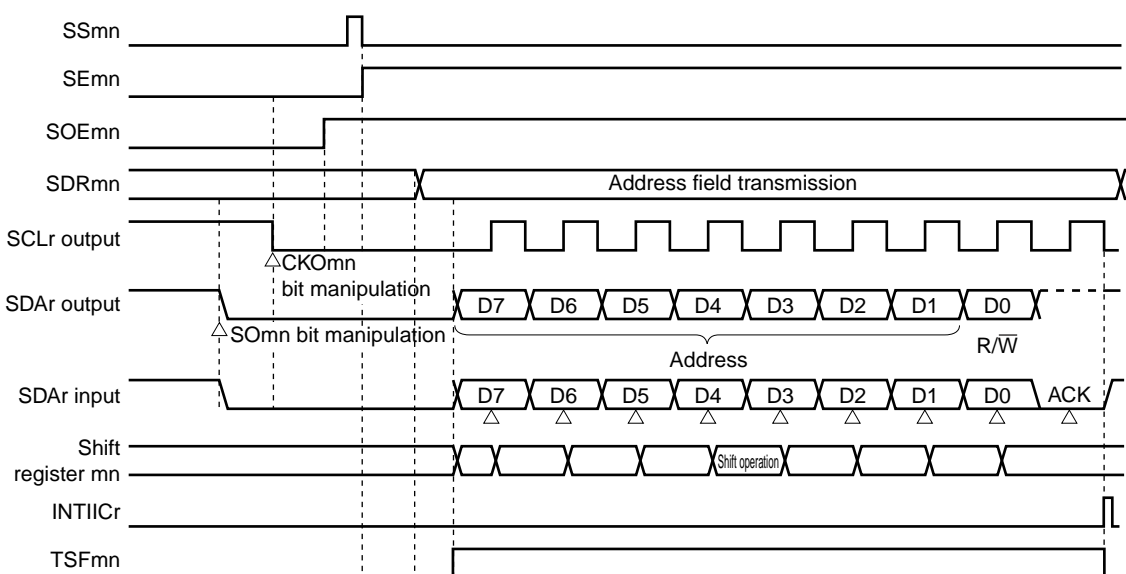 SSmn
SEmn
SOEmn
SDRmn
Address field transmission
SCLr output
△CKOmn
bit manipulation
SDAr output
D7 D6 D5 D4 D3 D2 D1 D0
△SOmn bit manipulation
Address
R/W̅
SDAr input
D7 D6 D5 D4 D3 D2 D1 D0 ACK
Shift
register mn
Shift operation
INTIICr
TSFmn